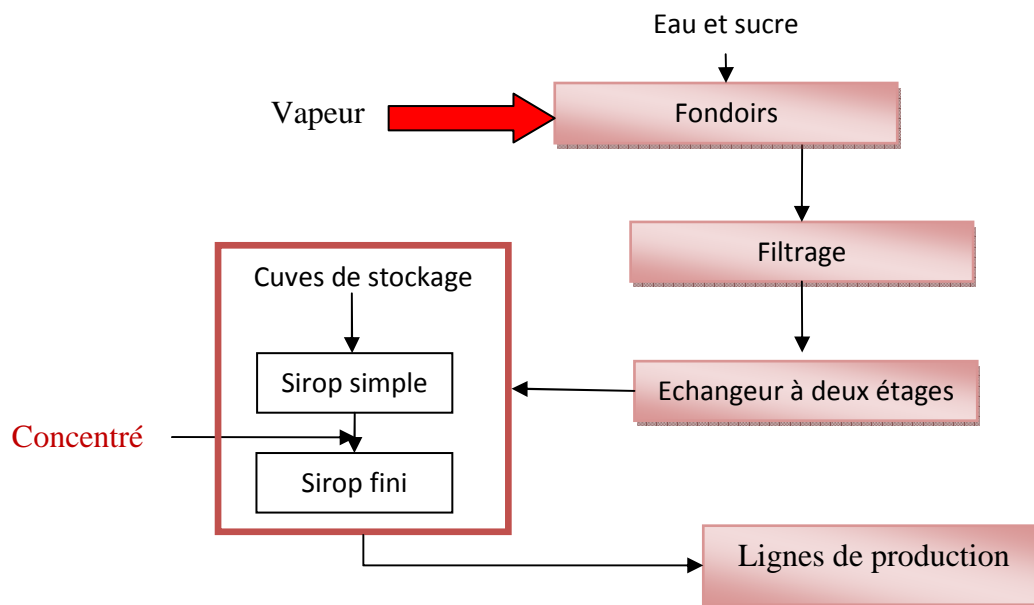 Eau et sucre
Vapeur
Fondoirs
Filtrage
Cuves de stockage
Sirop simple
Echangeur à deux étages
Concentré
Sirop fini
Lignes de production